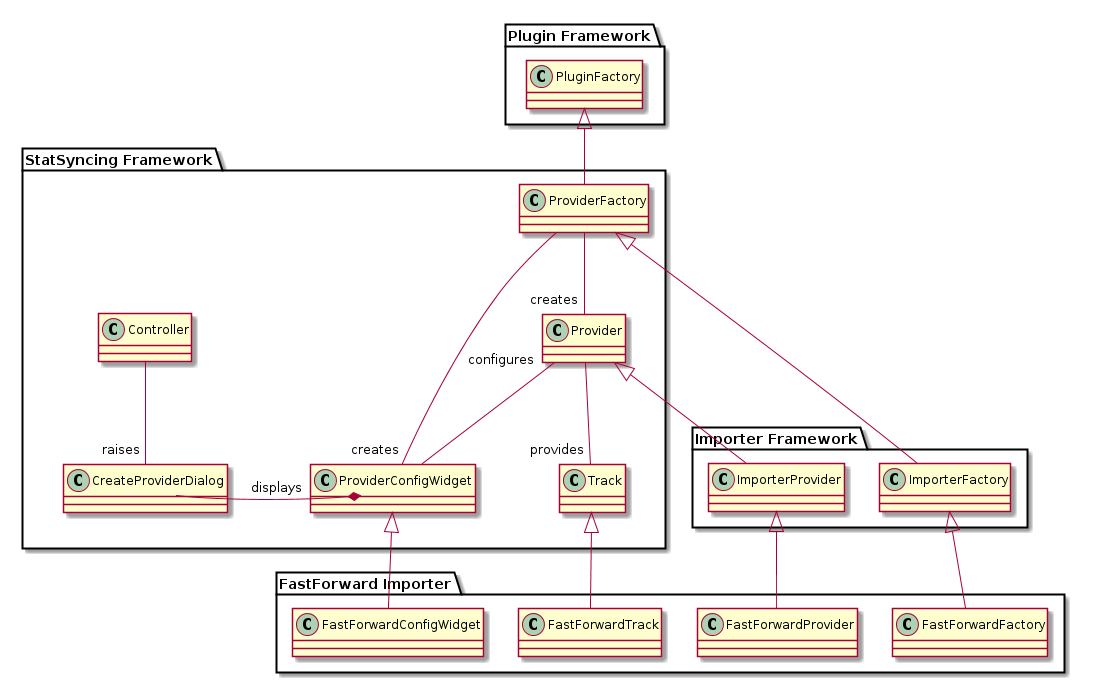 Plugin Framework
C PluginFactory
StatSyncing Framework
C ProviderFactory
creates
C Controller
C Provider
configures
raises
creates
provides
Importer Framework
C CreateProviderDialog
displays
C ProviderConfigWidget
C Track
C ImporterProvider
C ImporterFactory
FastForward Importer
C FastForwardConfigWidget
C FastForwardTrack
C FastForwardProvider
C FastForwardFactory